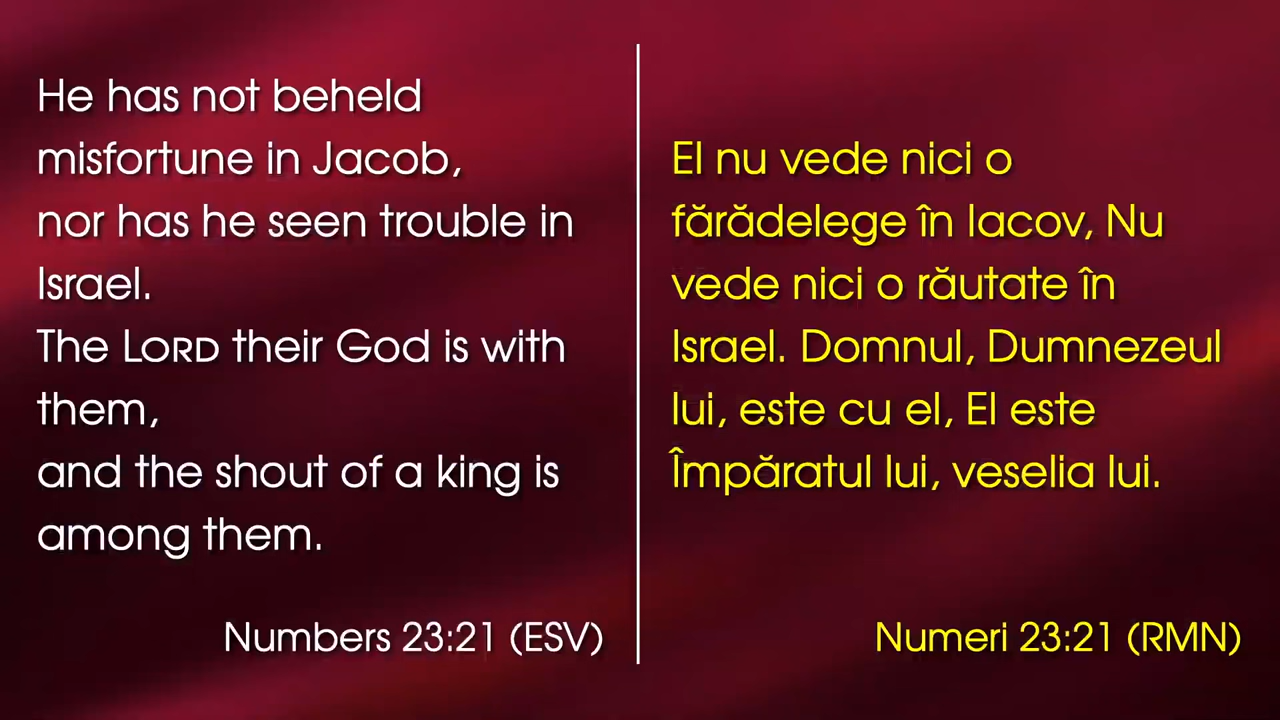 He has not beheld
misfortune in Jacob,
nor has he seen trouble in
Israel.
The LORD their God is with
them,
and the shout of a king is
among them.
Numbers 23:21 (ESV)
El nu vede nici o
fărădelege în Iacov, Nu
vede nici o răutate în
Israel. Domnul, Dumnezeul
lui, este cu el, El este
Împăratul lui, veselia lui.
Numeri 23:21 (RMN)